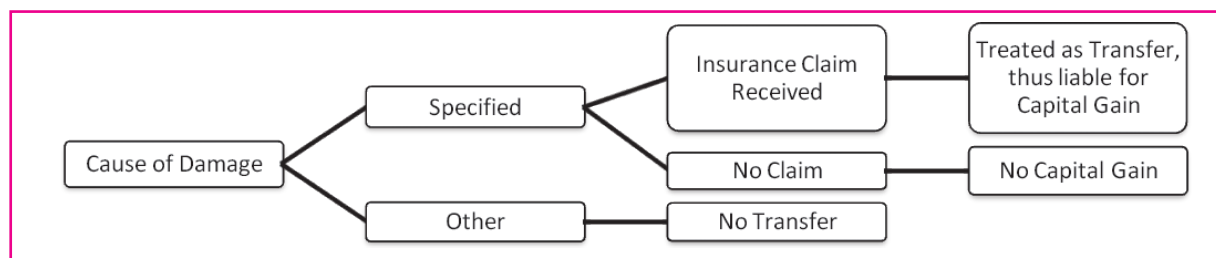 Cause of Damage
Specified
Insurance Claim
Received
Treated as Transfer,
thus liable for
Capital Gain
No Claim
No Capital Gain
Other
No Transfer